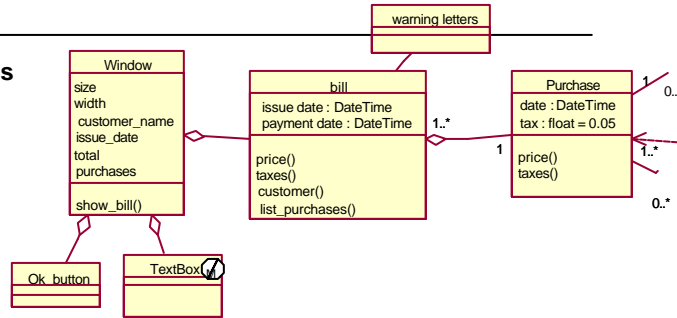 warning letters
s
Window
size
width
customer_name
issue_date
total
purchases
show_bill()
bill
issue date : DateTime
payment date : DateTime
price()
taxes()
customer()
list_purchases()
1..*
1
Purchase
date : DateTime
tax : float = 0.05
price()
taxes()
1
0..
1..*
0..*
Ok_button
TextBox